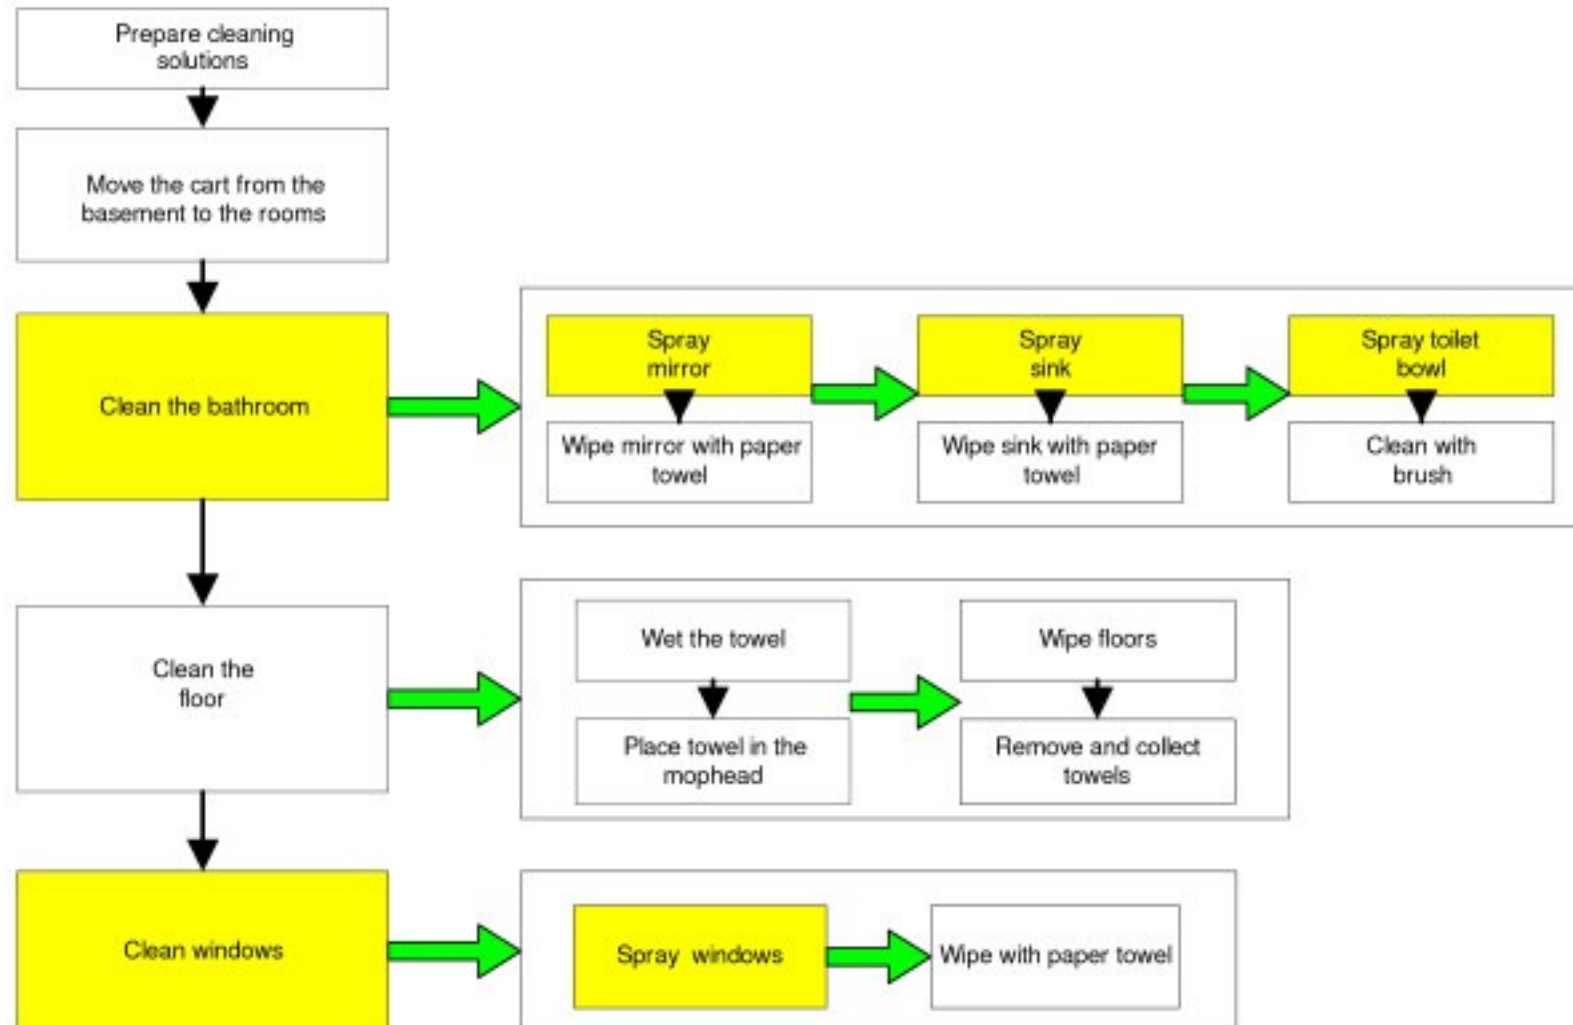 Prepare cleaning
solutions
Move the cart from the
basement to the rooms
Clean the bathroom
Spray
mirror
Wipe mirror with paper
towel
Spray
sink
Wipe sink with paper
towel
Spray toilet
bowl
Clean with
brush
Clean the
floor
Wet the towel
Place towel in the
mophead
Wipe floors
Remove and collect
towels
Clean windows
Spray windows
Wipe with paper towel